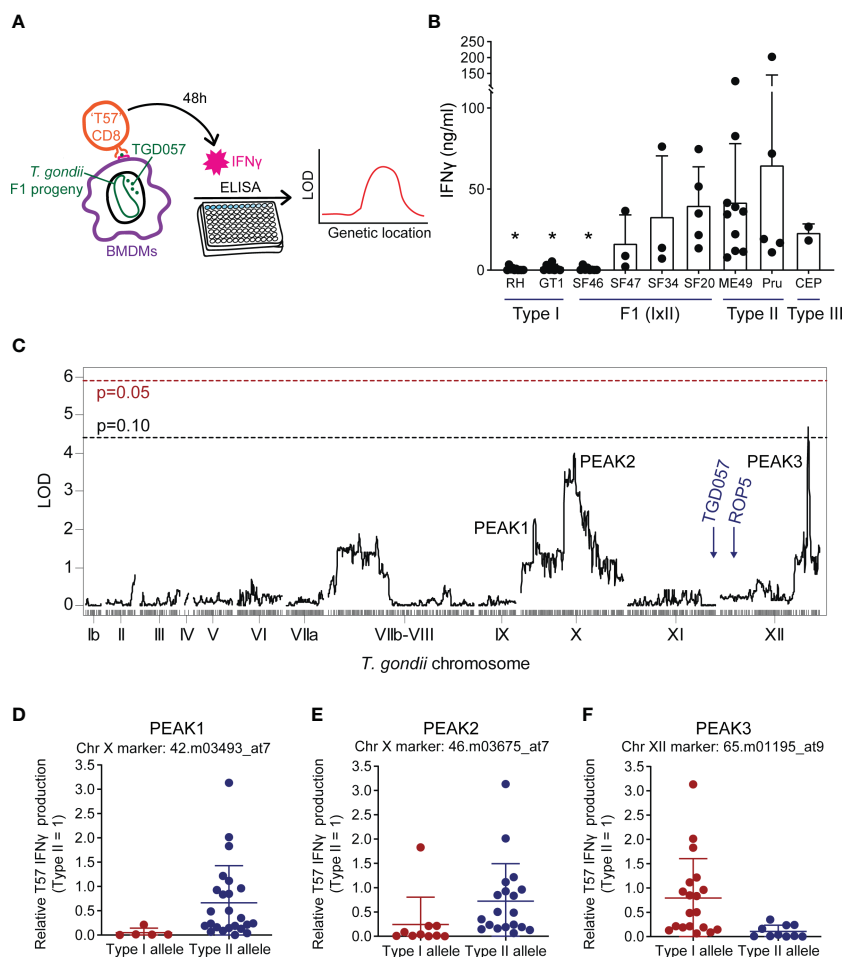 A
'T57'
CD8
48h
TGD057
IFNγ
T. gondii
F1 progeny
ELISA
BMDMs
LOD
Genetic location
B
IFNγ (ng/ml)
250
200
150
100
50
0
* * *
RH GT1 SF46 SF47 SF34 SF20 ME49 Pru CEP
Type I F1 (IxII) Type II Type III
C
LOD
6
5
4
3
2
1
0
p=0.05
p=0.10
PEAK1
PEAK2
PEAK3
TGD057
ROP5
Ib II III IV V VI VIIa VIIb-VIII IX X XI XII
T. gondii chromosome
D
PEAK1
Chr X marker: 42.m03493_at7
Relative T57 IFNγ production
(Type II = 1)
3.5
3.0
2.5
2.0
1.5
1.0
0.5
0.0
Type I allele Type II allele
E
PEAK2
Chr X marker: 46.m03675_at7
Relative T57 IFNγ production
(Type II = 1)
3.5
3.0
2.5
2.0
1.5
1.0
0.5
0.0
Type I allele Type II allele
F
PEAK3
Chr XII marker: 65.m01195_at9
Relative T57 IFNγ production
(Type II = 1)
3.5
3.0
2.5
2.0
1.5
1.0
0.5
0.0
Type I allele Type II allele